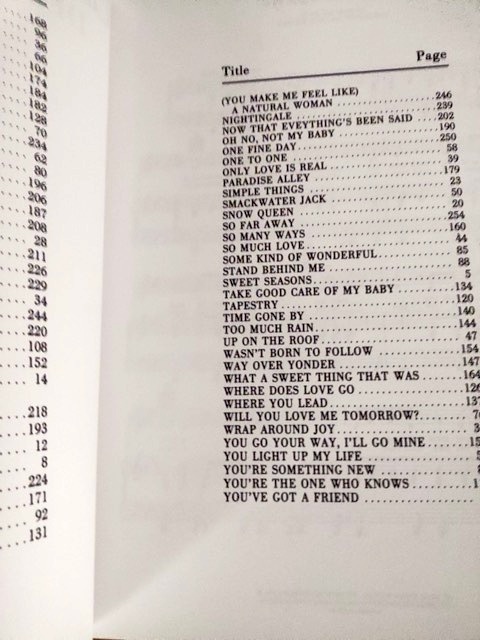 168
96
36
66
104
174
184
182
128
70
234
62
80
196
206
187
208
28
211
226
229
34
244
220
108
152
14
218
193
12
8
224
171
92
131
Title Page
(YOU MAKE ME FEEL LIKE)
A NATURAL WOMAN 246
NIGHTINGALE 239
NOW THAT EVEYTHING'S BEEN SAID 202
OH NO, NOT MY BABY 190
ONE FINE DAY 250
ONE TO ONE 58
ONLY LOVE IS REAL 39
PARADISE ALLEY 179
SIMPLE THINGS 23
SMACKWATER JACK 50
SNOW QUEEN 20
SO FAR AWAY 254
SO MANY WAYS 160
SO MUCH LOVE 44
SOME KIND OF WONDERFUL 85
STAND BEHIND ME 88
SWEET SEASONS 5
TAKE GOOD CARE OF MY BABY 134
TAPESTRY 120
TIME GONE BY 140
TOO MUCH RAIN 144
UP ON THE ROOF 47
WASN'T BORN TO FOLLOW 154
WAY OVER YONDER 147
WHAT A SWEET THING THAT WAS 164
WHERE DOES LOVE GO 126
WHERE YOU LEAD 137
WILL YOU LOVE ME TOMORROW?
WRAP AROUND JOY
YOU GO YOUR WAY, I'LL GO MINE
YOU LIGHT UP MY LIFE
YOU'RE SOMETHING NEW
YOU'RE THE ONE WHO KNOWS
YOU'VE GOT A FRIEND